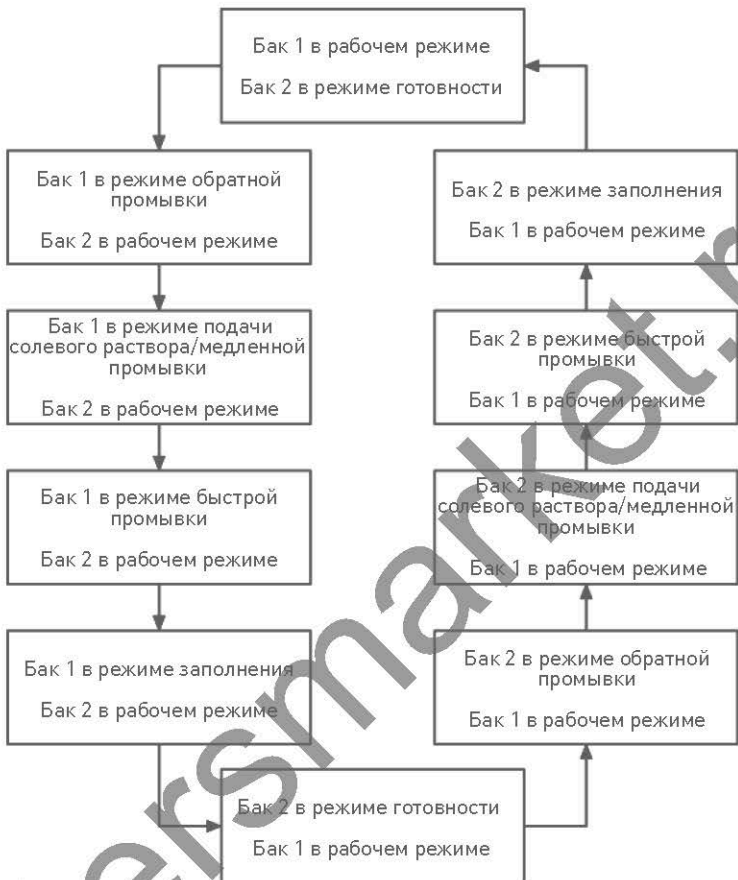 Бак 1 в рабочем режиме
Бак 2 в режиме готовности
Бак 1 в режиме обратной
промывки
Бак 2 в рабочем режиме
Бак 1 в режиме подачи
солевого раствора/медленной
промывки
Бак 2 в рабочем режиме
Бак 1 в режиме быстрой
промывки
Бак 2 в рабочем режиме
Бак 1 в режиме заполнения
Бак 2 в рабочем режиме
Бак 2 в режиме готовности
Бак 1 в рабочем режиме
Бак 2 в режиме обратной
промывки
Бак 1 в рабочем режиме
Бак 2 в режиме подачи
солевого раствора/медленной
промывки
Бак 1 в рабочем режиме
Бак 2 в режиме быстрой
промывки
Бак 1 в рабочем режиме
Бак 2 в режиме заполнения
Бак 1 в рабочем режиме
ersmarket.r